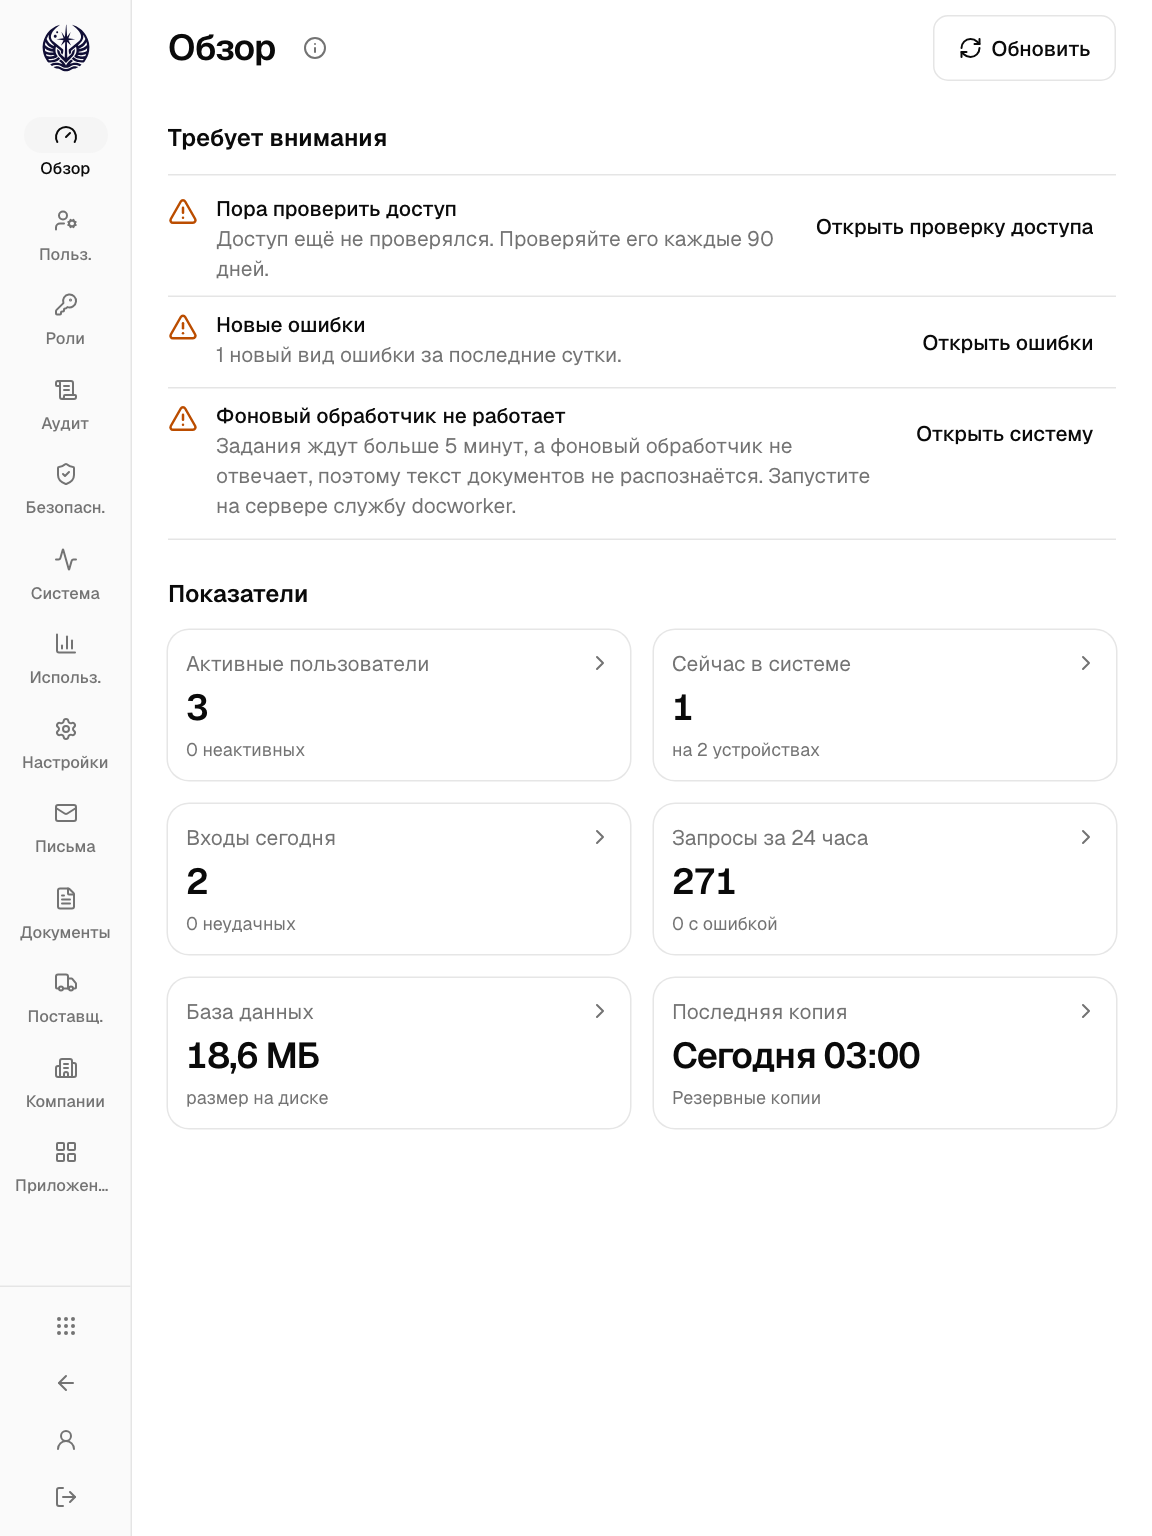 Обзор
Обновить
Обзор
Польз.
Роли
Аудит
Безопасн.
Система
Использ.
Настройки
Письма
Документы
Поставщ.
Компании
Приложен...
Требует внимания
Пора проверить доступ
Доступ ещё не проверялся. Проверяйте его каждые 90
дней.
Открыть проверку доступа
Новые ошибки
1 новый вид ошибки за последние сутки.
Открыть ошибки
Фоновый обработчик не работает
Задания ждут больше 5 минут, а фоновый обработчик не
отвечает, поэтому текст документов не распознаётся. Запустите
на сервере службу docworker.
Открыть систему
Показатели
Активные пользователи
3
0 неактивных
Сейчас в системе
1
на 2 устройствах
Входы сегодня
2
0 неудачных
Запросы за 24 часа
271
0 с ошибкой
База данных
18,6 МБ
размер на диске
Последняя копия
Сегодня 03:00
Резервные копии